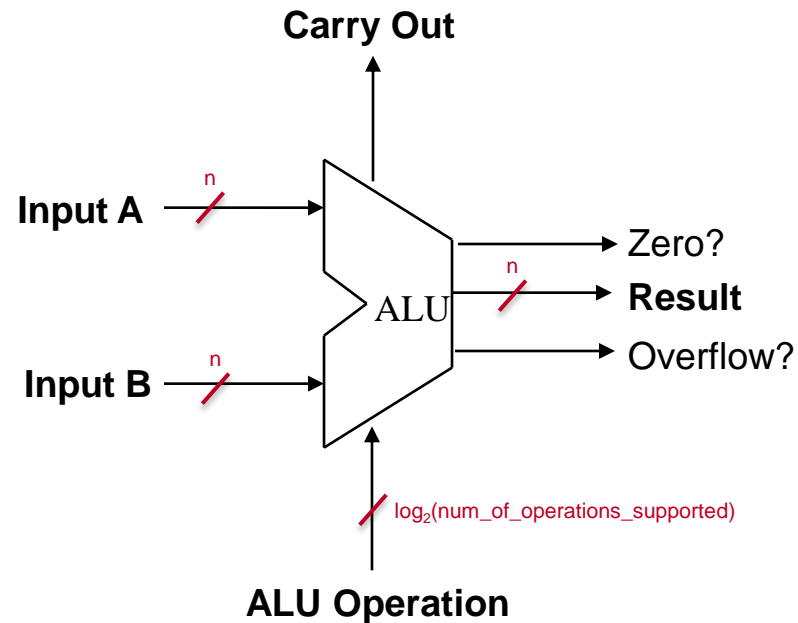 Carry Out
n
Input A
Zero?
n
Result
ALU
Overflow?
n
Input B
log₂(num_of_operations_supported)
ALU Operation